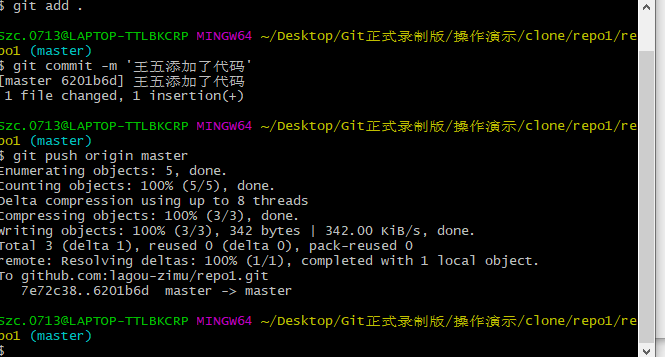 $ git add .
Szc.0713@LAPTOP-TTLBKCRP MINGW64 ~/Desktop/Git正式录制版/操作演示/clone/repo1/re
po1 (master)
$ git commit -m '王五添加了代码'
[master 6201b6d] 王五添加了代码
1 file changed, 1 insertion(+)
Szc.0713@LAPTOP-TTLBKCRP MINGW64 ~/Desktop/Git正式录制版/操作演示/clone/repo1/re
po1 (master)
$ git push origin master
Enumerating objects: 5, done.
Counting objects: 100% (5/5), done.
Delta compression using up to 8 threads
Compressing objects: 100% (3/3), done.
Writing objects: 100% (3/3), 342 bytes | 342.00 KiB/s, done.
Total 3 (delta 1), reused 0 (delta 0), pack-reused 0
remote: Resolving deltas: 100% (1/1), completed with 1 local object.
To github.com:lagou-zimu/repo1.git
7e72c38..6201b6d  master -> master
Szc.0713@LAPTOP-TTLBKCRP MINGW64 ~/Desktop/Git正式录制版/操作演示/clone/repo1/re
po1 (master)
$